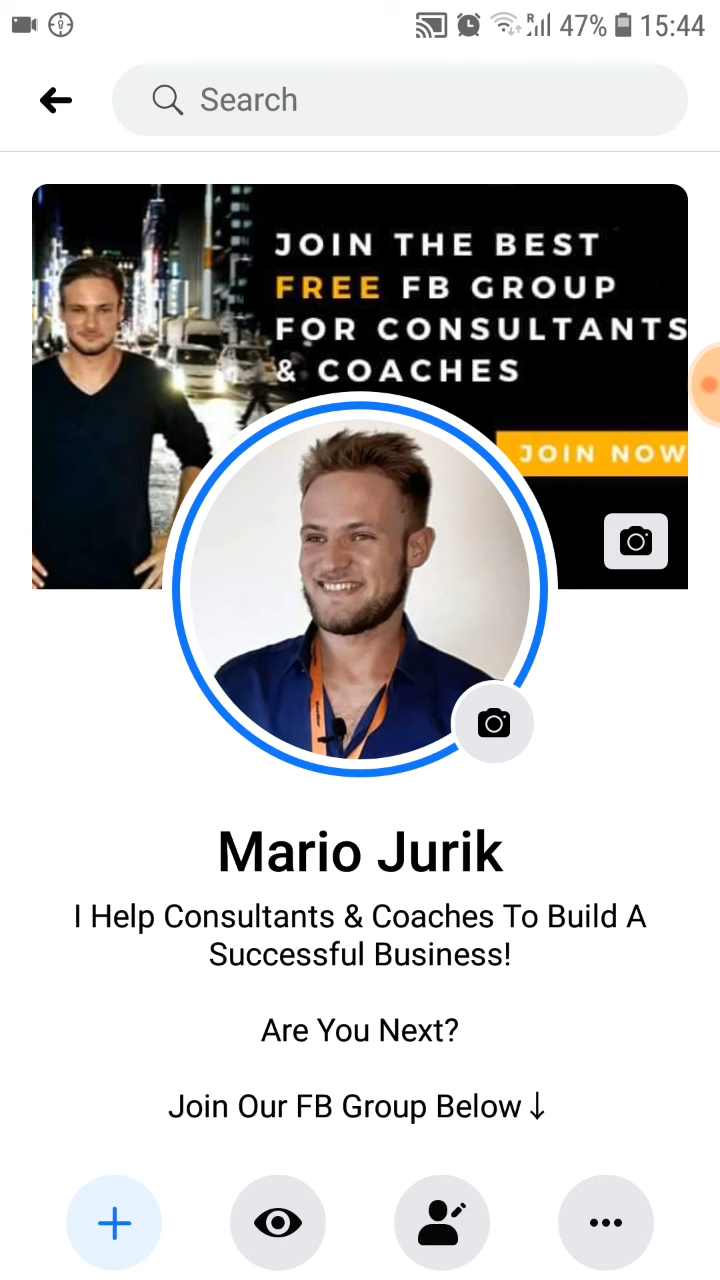 47% 15:44
Search
JOIN THE BEST
FREE FB GROUP
FOR CONSULTANTS
& COACHES
JOIN NOW
Mario Jurik
I Help Consultants & Coaches To Build A
Successful Business!
Are You Next?
Join Our FB Group Below↓